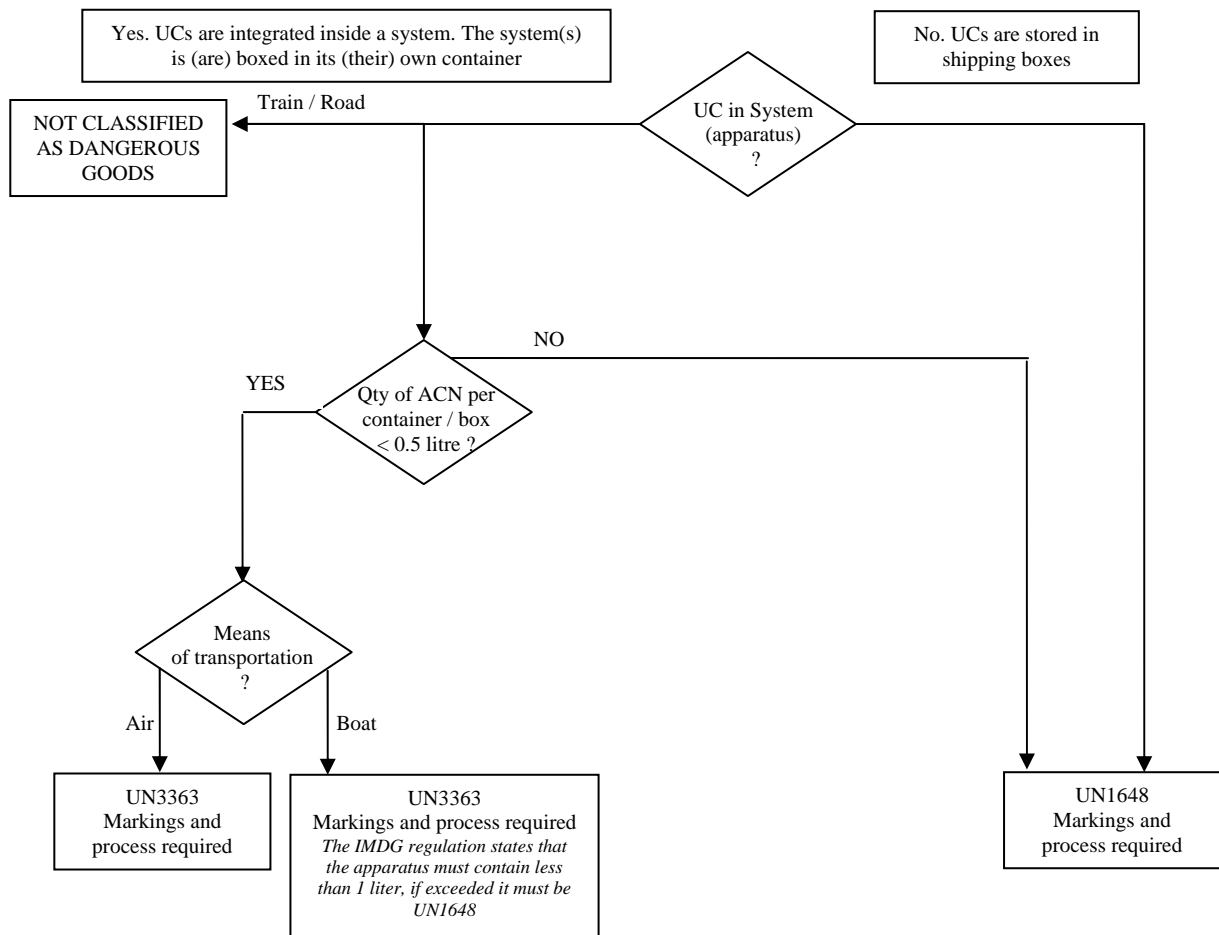 Yes. UCs are integrated inside a system. The system(s)
is (are) boxed in its (their) own container
No. UCs are stored in
shipping boxes
Train / Road
UC in System
(apparatus)
?
NOT CLASSIFIED
AS DANGEROUS
GOODS
NO
YES
Qty of ACN per
container / box
< 0.5 litre ?
Means
of transportation
?
Air
Boat
UN3363
Markings and
process required
UN3363
Markings and process required
The IMDG regulation states that
the apparatus must contain less
than 1 liter, if exceeded it must be
UN1648
UN1648
Markings and
process required